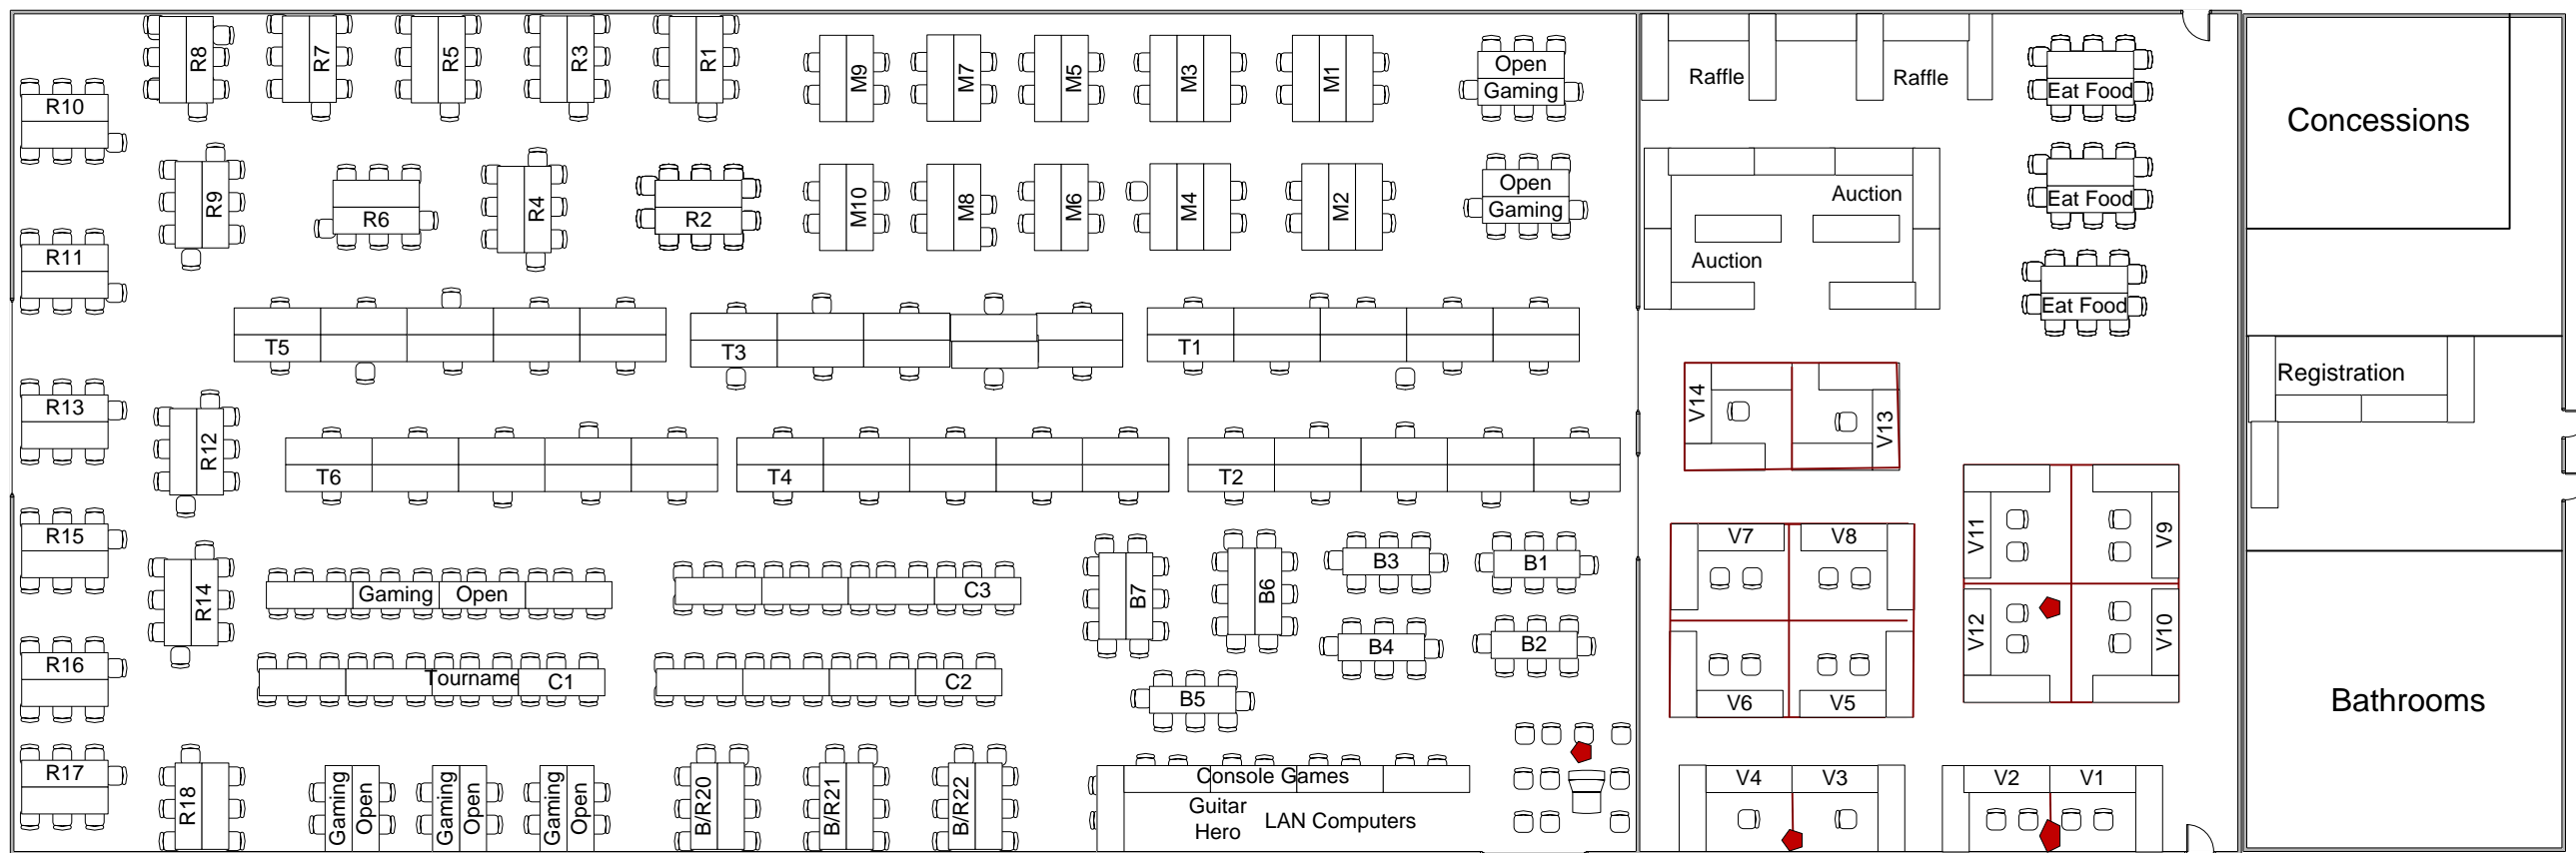 R8
R7
R5
R3
R1
M9
M7
M5
M3
M1
Open
Gaming
Raffle
Raffle
Eat Food
Concessions
R10
R9
R6
R4
R2
M10
M8
M6
M4
M2
Open
Gaming
Auction
Auction
Eat Food
Eat Food
R11
T5
T3
T1
Registration
R13
R12
T6
T4
T2
V14
V13
R15
R14
Gaming
Open
C3
B7
B6
B3
B1
V7
V8
V11
V9
R16
Tourname
C1
C2
B4
B2
B5
V6
V5
V12
V10
Bathrooms
R17
R18
Gaming
Open
Gaming
Open
Gaming
Open
B/R20
B/R21
B/R22
Console Games
Guitar
Hero
LAN Computers
V4
V3
V2
V1